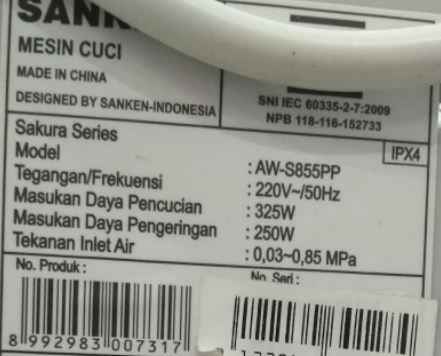 SANK
MESIN CUCI
MADE IN CHINA
DESIGNED BY SANKEN-INDONESIA
SNI IEC 60335-2-7:2009
NPB 118-116-152733
IPX4
Sakura Series
Model : AW-S855PP
Tegangan/Frekuensi : 220V~/50Hz
Masukan Daya Pencucian : 325W
Masukan Daya Pengeringan : 250W
Tekanan Inlet Air : 0,03~0,85 MPa
No. Produk :
No. Seri :
8 992983 007317